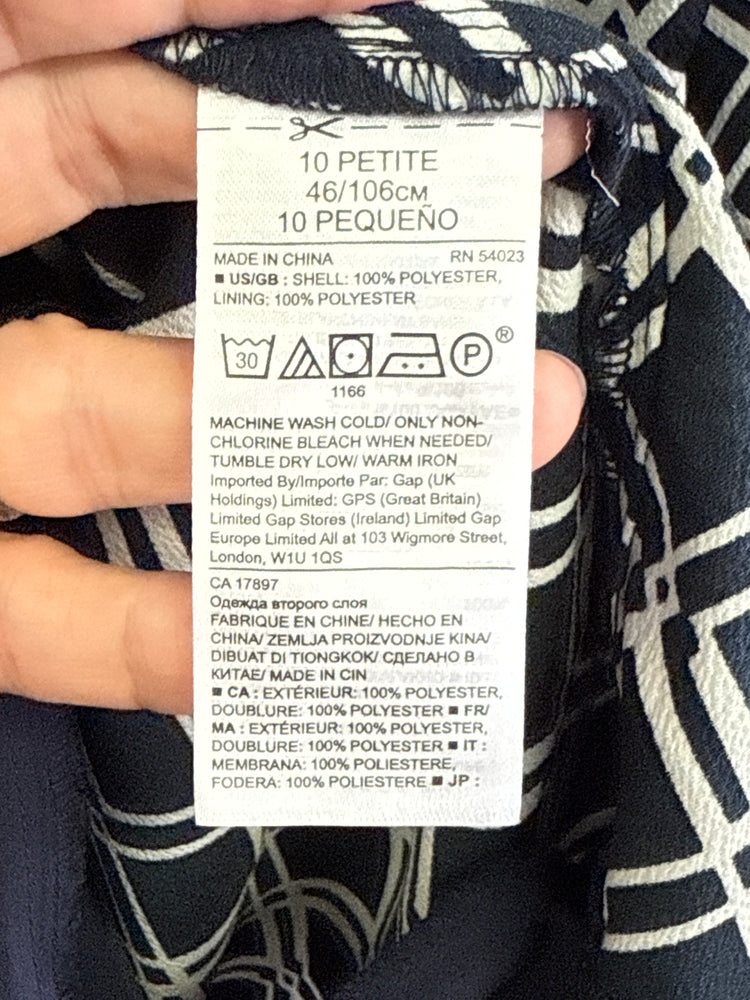 10 PETITE
46/106CM
10 PEQUEÑO
MADE IN CHINA RN 54023
■ US/GB : SHELL: 100% POLYESTER,
LINING: 100% POLYESTER
30 P ®
1166
MACHINE WASH COLD/ ONLY NON-
CHLORINE BLEACH WHEN NEEDED/
TUMBLE DRY LOW/ WARM IRON
Imported By/Importe Par: Gap (UK
Holdings) Limited: GPS (Great Britain)
Limited Gap Stores (Ireland) Limited Gap
Europe Limited All at 103 Wigmore Street,
London, W1U 1QS
CA 17897
Одежда второго слоя
FABRIQUE EN CHINE/ HECHO EN
CHINA/ ZEMLJA PROIZVODNJE KINA/
DIBUAT DI TIONGKOK/ СДЕЛАНО В
КИТАЕ/ MADE IN CIN
■ CA : EXTÉRIEUR: 100% POLYESTER,
DOUBLURE: 100% POLYESTER ■ FR/
MA : EXTÉRIEUR: 100% POLYESTER,
DOUBLURE: 100% POLYESTER ■ IT :
MEMBRANA: 100% POLIESTERE,
FODERA: 100% POLIESTERE ■ JP :